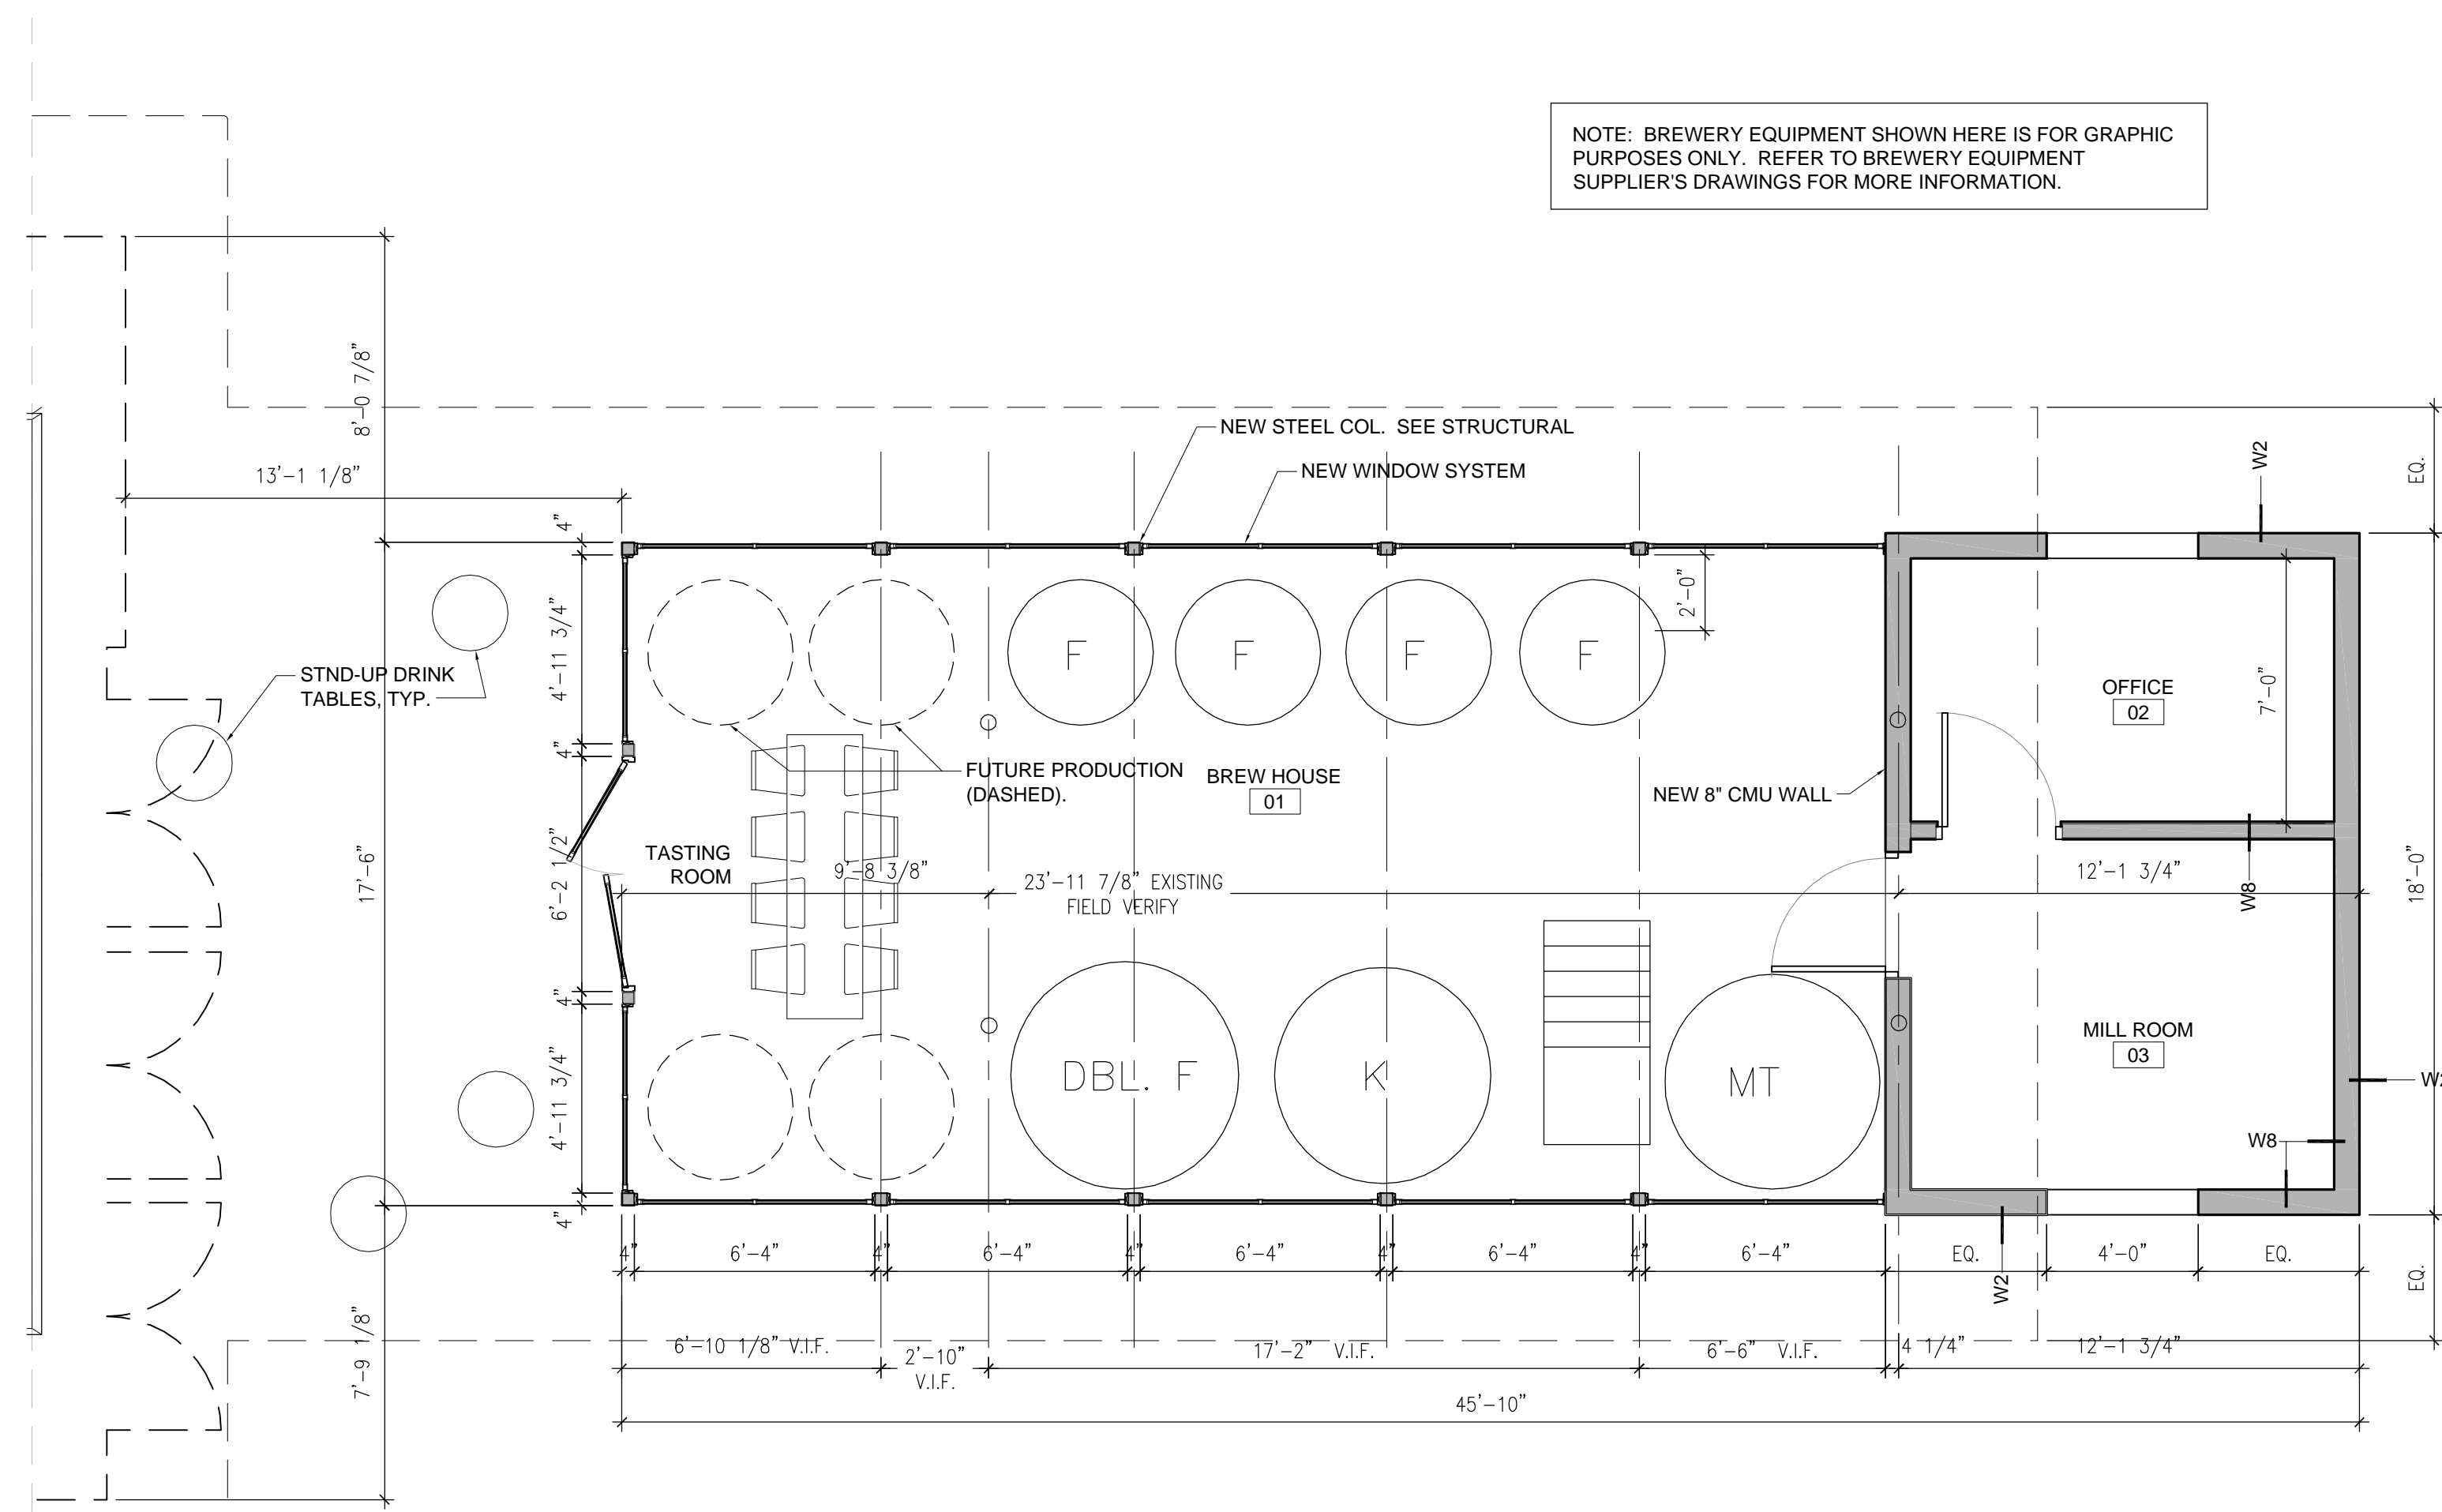 NOTE: BREWERY EQUIPMENT SHOWN HERE IS FOR GRAPHIC
PURPOSES ONLY. REFER TO BREWERY EQUIPMENT
SUPPLIER'S DRAWINGS FOR MORE INFORMATION.
8'-0 7/8"
13'-1 1/8"
NEW STEEL COL. SEE STRUCTURAL
NEW WINDOW SYSTEM
W2
EQ.
4"
4'-11 3/4"
2'-0"
F
F
F
F
STND-UP DRINK
TABLES, TYP.
OFFICE
02
7'-0"
4"
FUTURE PRODUCTION
(DASHED).
BREW HOUSE
01
NEW 8" CMU WALL
17'-6"
6'-2 1/2"
TASTING
ROOM
9'-8 3/8"
23'-11 7/8" EXISTING
FIELD VERIFY
12'-1 3/4"
W8
18'-0"
4"
4'-11 3/4"
DBL. F
K
MT
MILL ROOM
03
W8
4"
4"
6'-4"
4"
6'-4"
4"
6'-4"
4"
6'-4"
4"
6'-4"
EQ.
4'-0"
EQ.
W2
EQ.
7'-9 1/8"
6'-10 1/8" V.I.F.
2'-10"
V.I.F.
17'-2" V.I.F.
6'-6" V.I.F.
4 1/4"
12'-1 3/4"
45'-10"